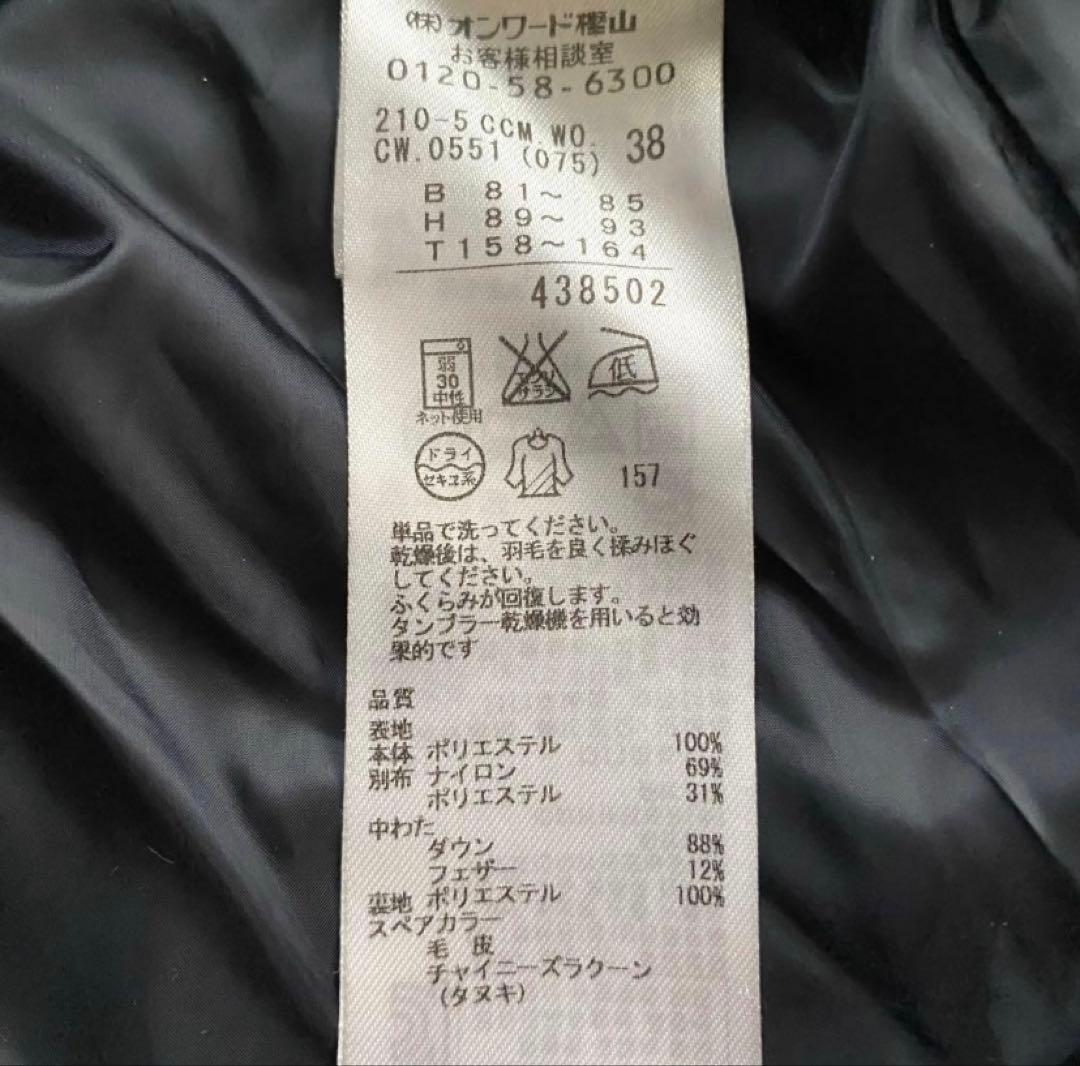 (株)オンワード樫山
お客様相談室
0120-58-6300
210-5 CCM WO.
CW.0551 (075) 38
B 81〜 85
H 89〜 93
T158〜164
438502
弱
30
中性
ネット使用
エンソ
サラシ
低
ドライ
セキユ系
157
単品で洗ってください。
乾燥後は、羽毛を良く揉みほぐ
してください。
ふくらみが回復します。
タンブラー乾燥機を用いると効
果的です
品質
表地
本体 ポリエステル 100%
別布 ナイロン 69%
ポリエステル 31%
中わた
ダウン 88%
フェザー 12%
裏地 ポリエステル 100%
スペアカラー
毛 皮
チャイニーズラクーン
(タヌキ)